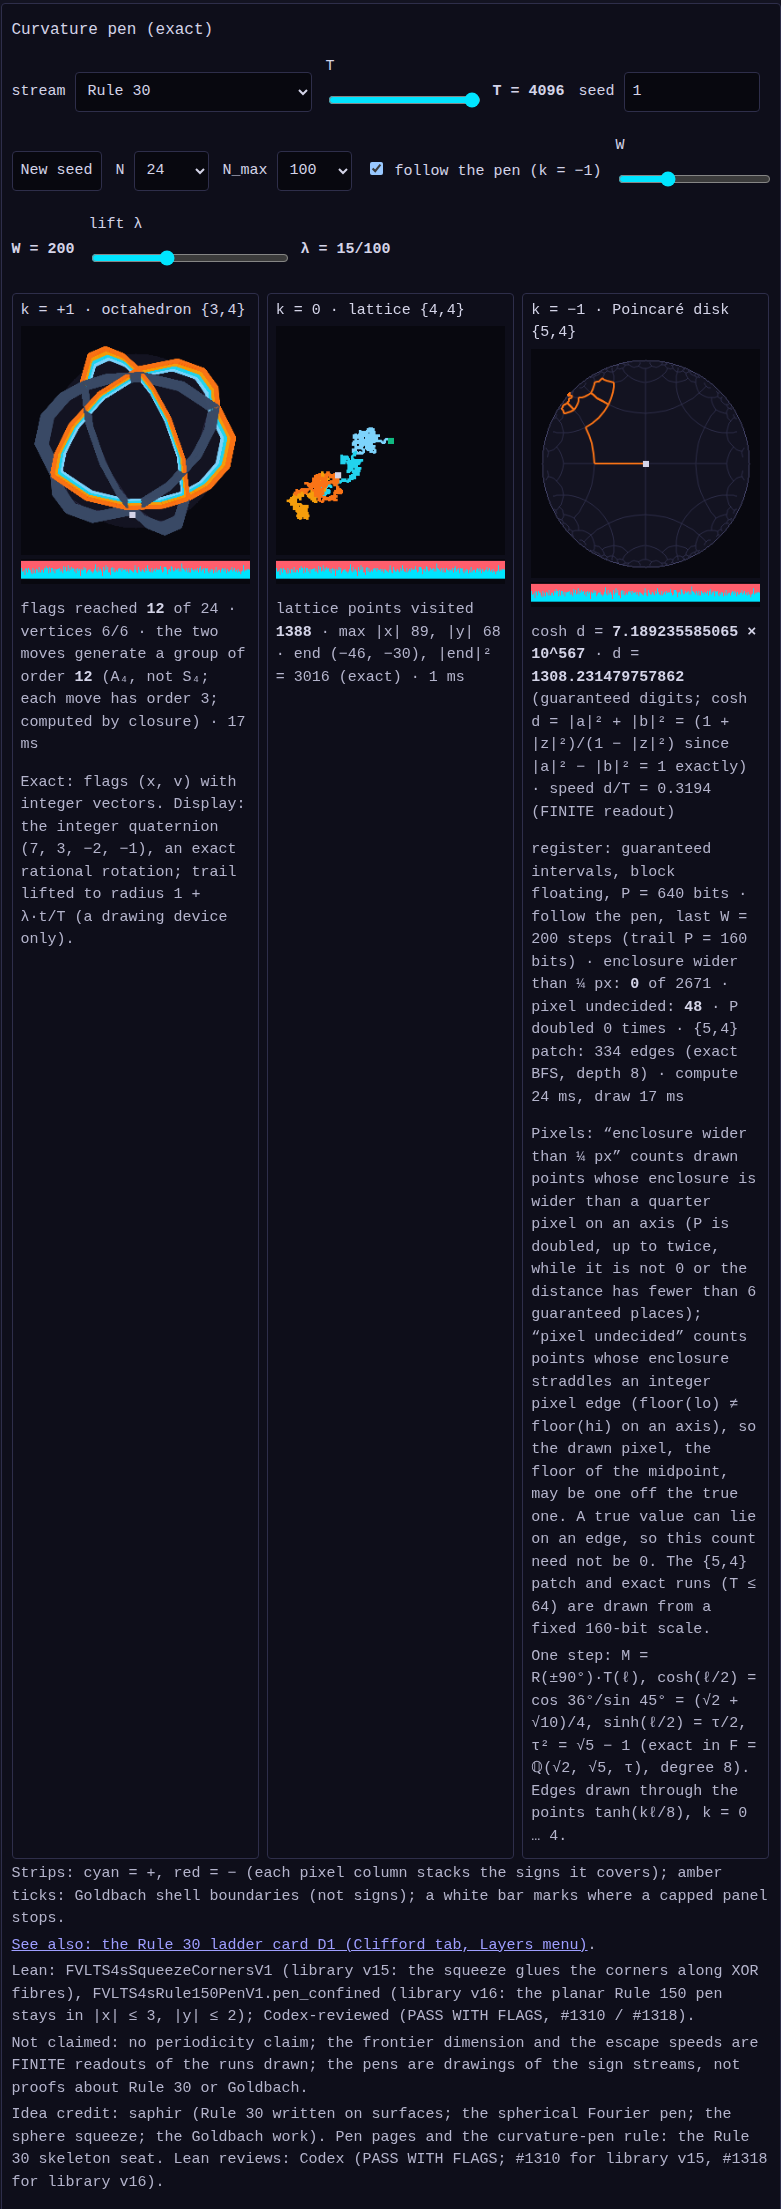 Curvature pen (exact)
T
stream Rule 30 T = 4096 seed 1
W
New seed N 24 N_max 100 follow the pen (k = −1)
lift λ
W = 200 λ = 15/100
k = +1 · octahedron {3,4}
flags reached 12 of 24 ·
vertices 6/6 · the two
moves generate a group of
order 12 (A₄, not S₄;
each move has order 3;
computed by closure) · 17
ms
Exact: flags (x, v) with
integer vectors. Display:
the integer quaternion
(7, 3, −2, −1), an exact
rational rotation; trail
lifted to radius 1 +
λ·t/T (a drawing device
only).
k = 0 · lattice {4,4}
lattice points visited
1388 · max |x| 89, |y| 68
· end (−46, −30), |end|²
= 3016 (exact) · 1 ms
k = −1 · Poincaré disk
{5,4}
cosh d = 7.189235585065 ×
10^567 · d =
1308.231479757862
(guaranteed digits; cosh
d = |a|² + |b|² = (1 +
|z|²)/(1 − |z|²) since
|a|² − |b|² = 1 exactly)
· speed d/T = 0.3194
(FINITE readout)
register: guaranteed
intervals, block
floating, P = 640 bits ·
follow the pen, last W =
200 steps (trail P = 160
bits) · enclosure wider
than ¼ px: 0 of 2671 ·
pixel undecided: 48 · P
doubled 0 times · {5,4}
patch: 334 edges (exact
BFS, depth 8) · compute
24 ms, draw 17 ms
Pixels: “enclosure wider
than ¼ px” counts drawn
points whose enclosure is
wider than a quarter
pixel on an axis (P is
doubled, up to twice,
while it is not 0 or the
distance has fewer than 6
guaranteed places);
“pixel undecided” counts
points whose enclosure
straddles an integer
pixel edge (floor(lo) ≠
floor(hi) on an axis), so
the drawn pixel, the
floor of the midpoint,
may be one off the true
one. A true value can lie
on an edge, so this count
need not be 0. The {5,4}
patch and exact runs (T ≤
64) are drawn from a
fixed 160-bit scale.
One step: M =
R(±90°)·T(ℓ), cosh(ℓ/2) =
cos 36°/sin 45° = (√2 +
√10)/4, sinh(ℓ/2) = τ/2,
τ² = √5 − 1 (exact in F =
ℚ(√2, √5, τ), degree 8).
Edges drawn through the
points tanh(kℓ/8), k = 0
… 4.
Strips: cyan = +, red = − (each pixel column stacks the signs it covers); amber
ticks: Goldbach shell boundaries (not signs); a white bar marks where a capped panel
stops.
See also: the Rule 30 ladder card D1 (Clifford tab, Layers menu).
Lean: FVLTS4sSqueezeCornersV1 (library v15: the squeeze glues the corners along XOR
fibres), FVLTS4sRule150PenV1.pen_confined (library v16: the planar Rule 150 pen
stays in |x| ≤ 3, |y| ≤ 2); Codex-reviewed (PASS WITH FLAGS, #1310 / #1318).
Not claimed: no periodicity claim; the frontier dimension and the escape speeds are
FINITE readouts of the runs drawn; the pens are drawings of the sign streams, not
proofs about Rule 30 or Goldbach.
Idea credit: saphir (Rule 30 written on surfaces; the spherical Fourier pen; the
sphere squeeze; the Goldbach work). Pen pages and the curvature-pen rule: the Rule
30 skeleton seat. Lean reviews: Codex (PASS WITH FLAGS; #1310 for library v15, #1318
for library v16).